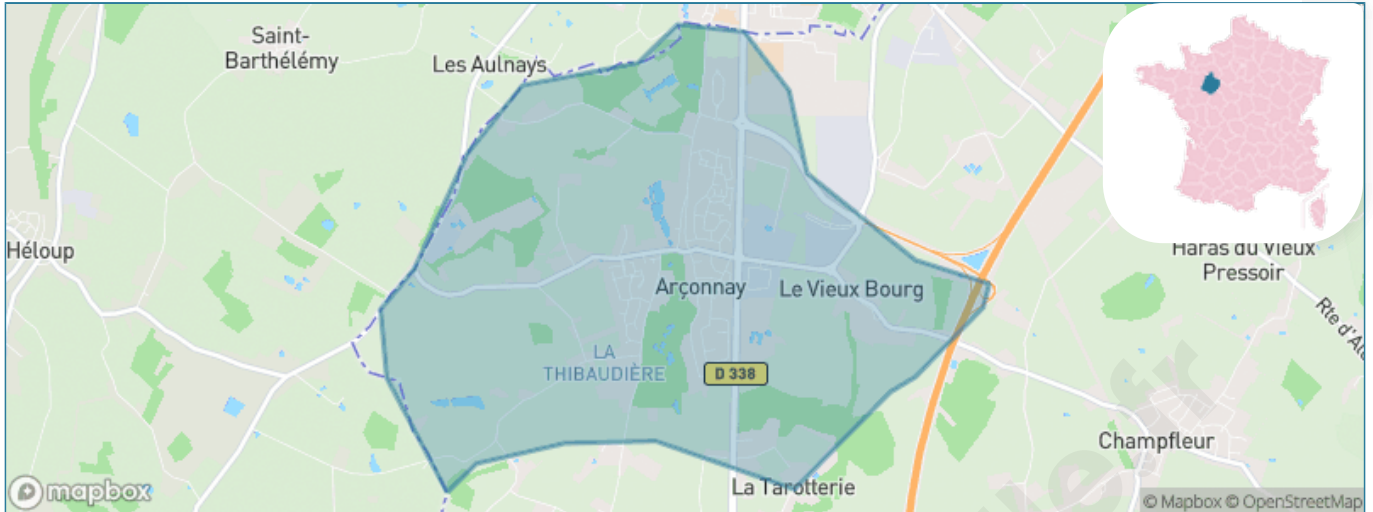 Saint-
Barthélémy
Les Aulnays
Héloup
Haras du Vieux
Pressoir
Arçonnay
Le Vieux Bourg
LA
THIBAUDIÈRE
D 338
Champfleur
La Tarotterie
mapbox
© Mapbox © OpenStreetMap